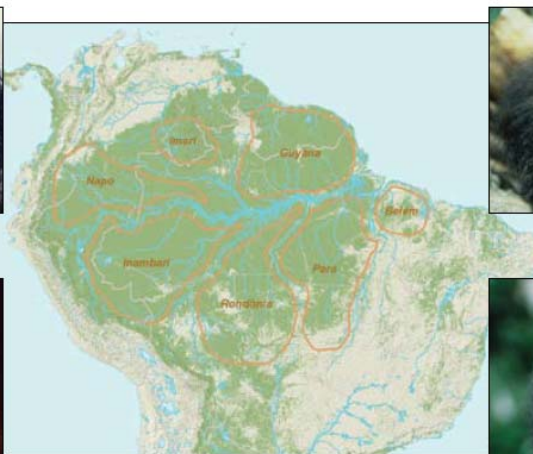 Imeri
Guyana
Napo
Belem
Inambari
Para
Rondonia